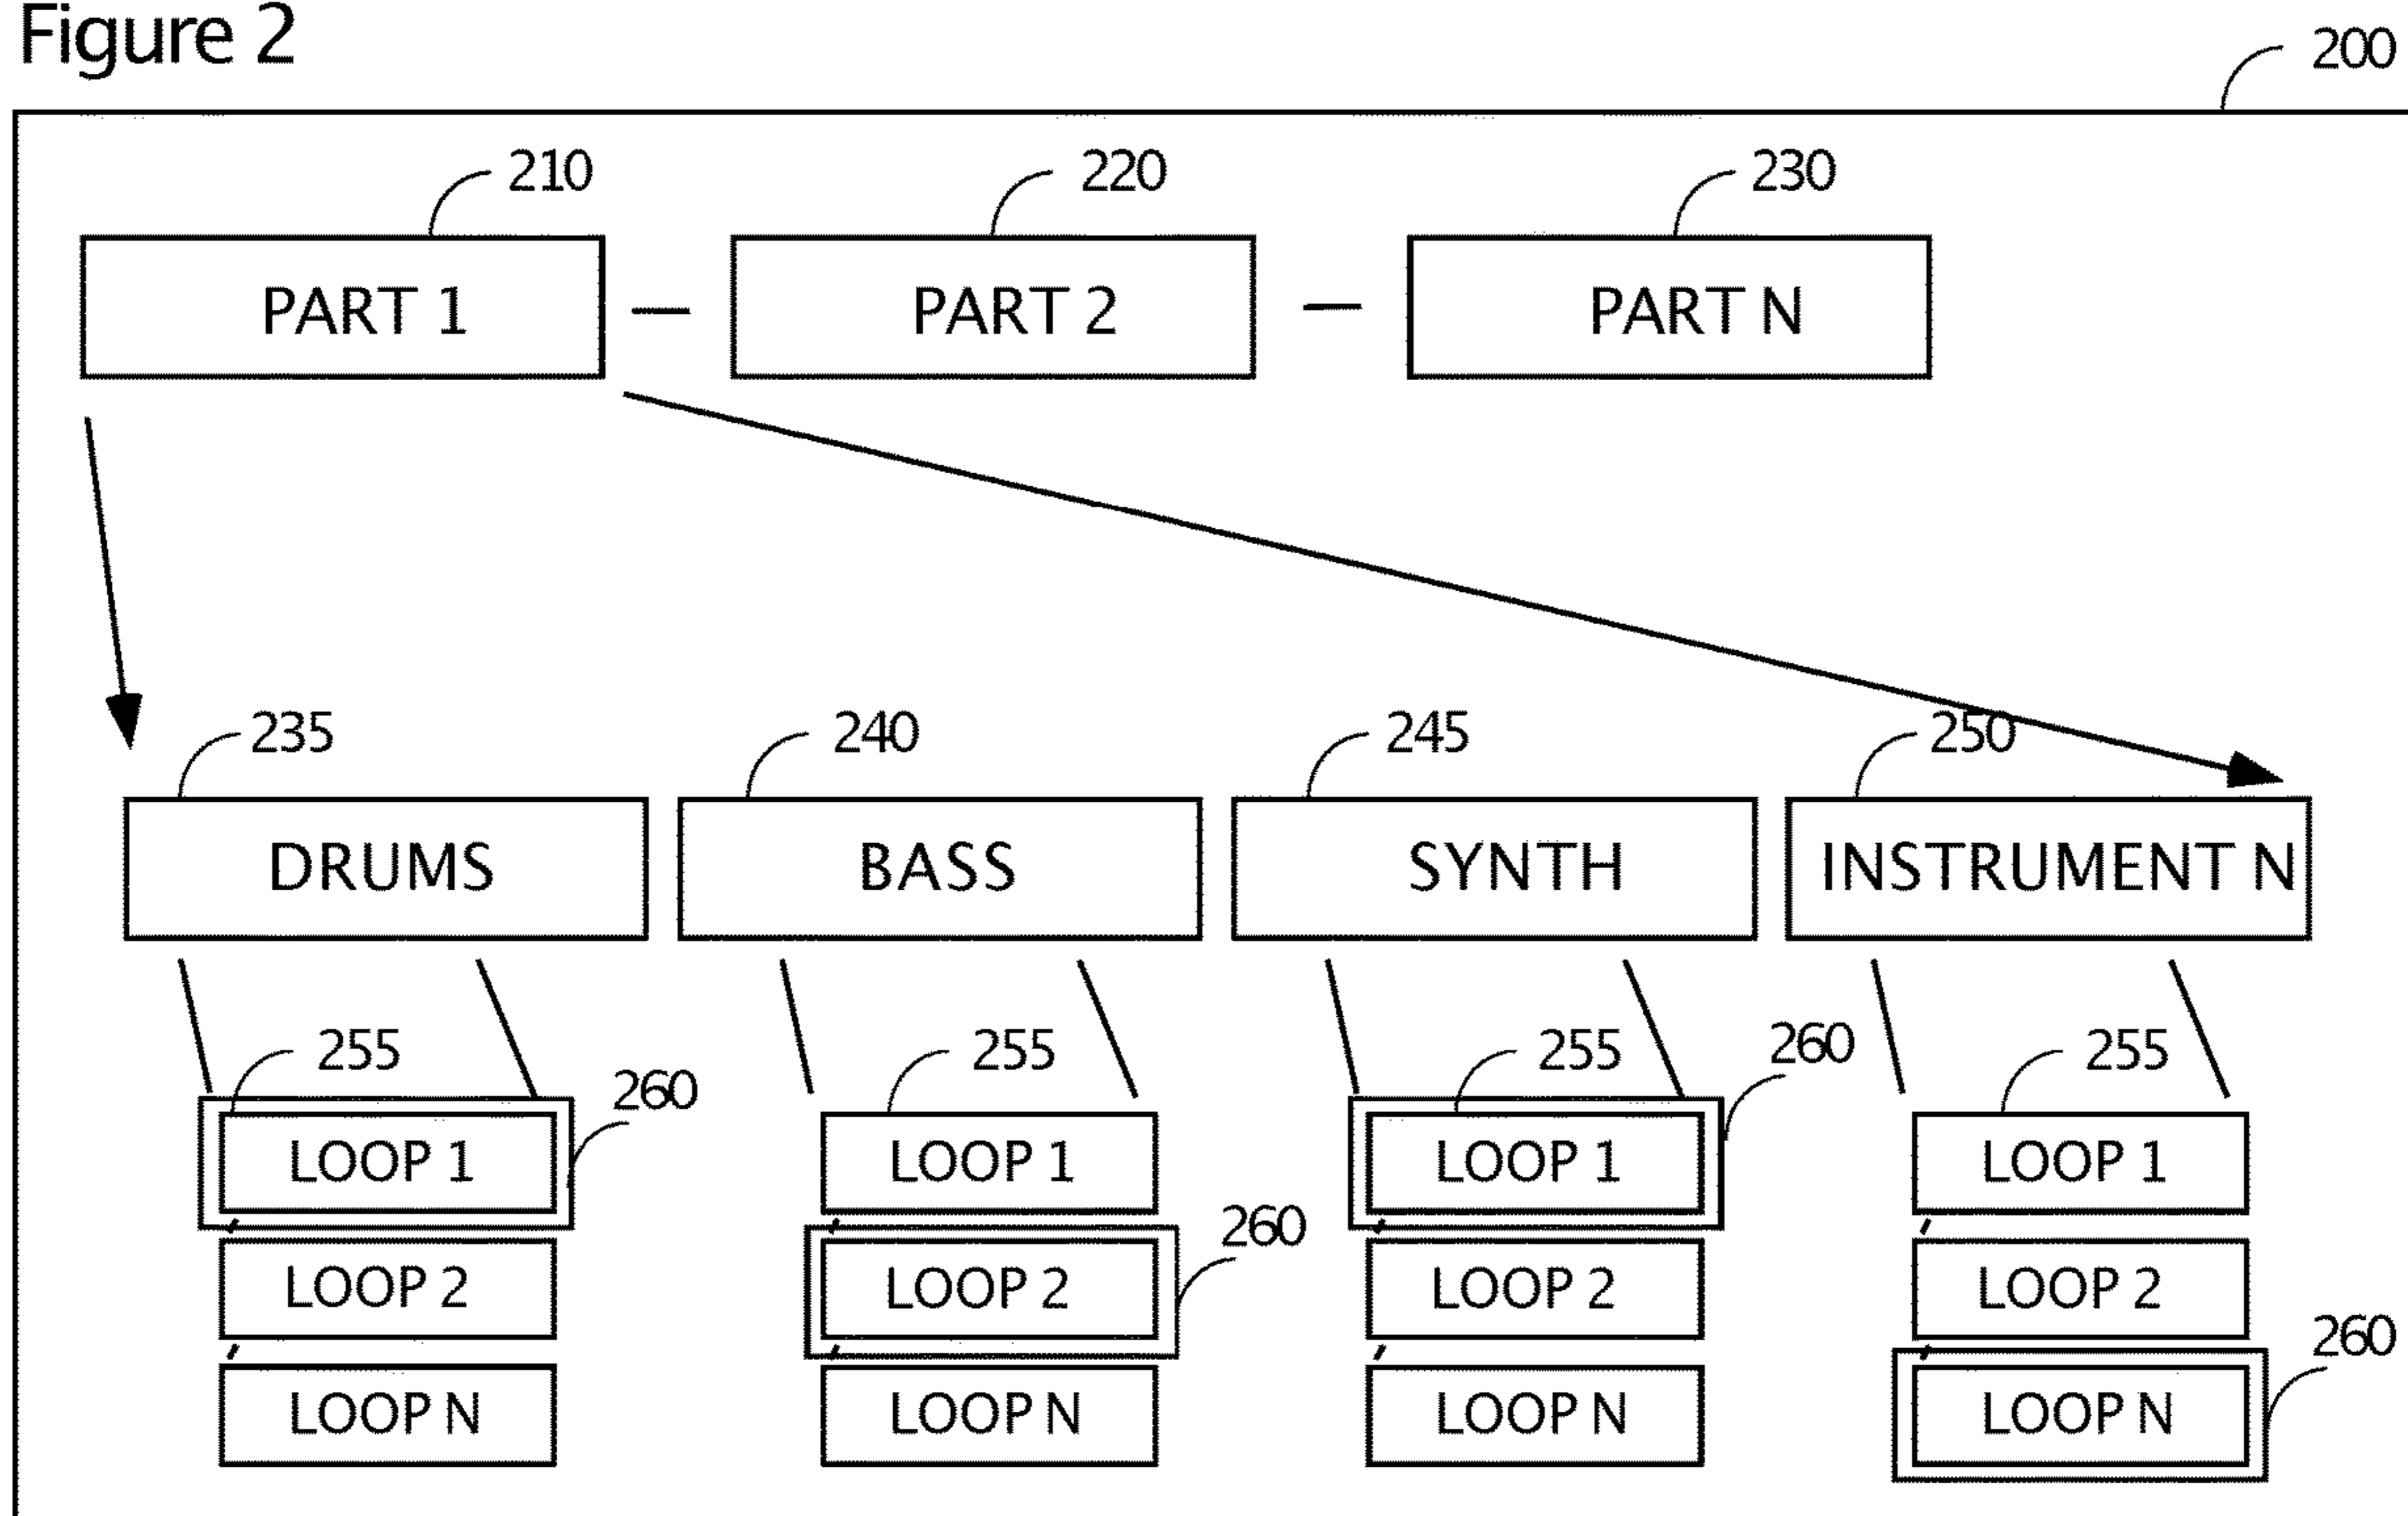 Figure 2
200
210 220 230
PART 1 — PART 2 — PART N
235 240 245 250
DRUMS BASS SYNTH INSTRUMENT N
255 260 255 255 260 255
LOOP 1 LOOP 1 LOOP 1 LOOP 1
260
LOOP 2 LOOP 2 LOOP 2 LOOP 2
260
LOOP N LOOP N LOOP N LOOP N